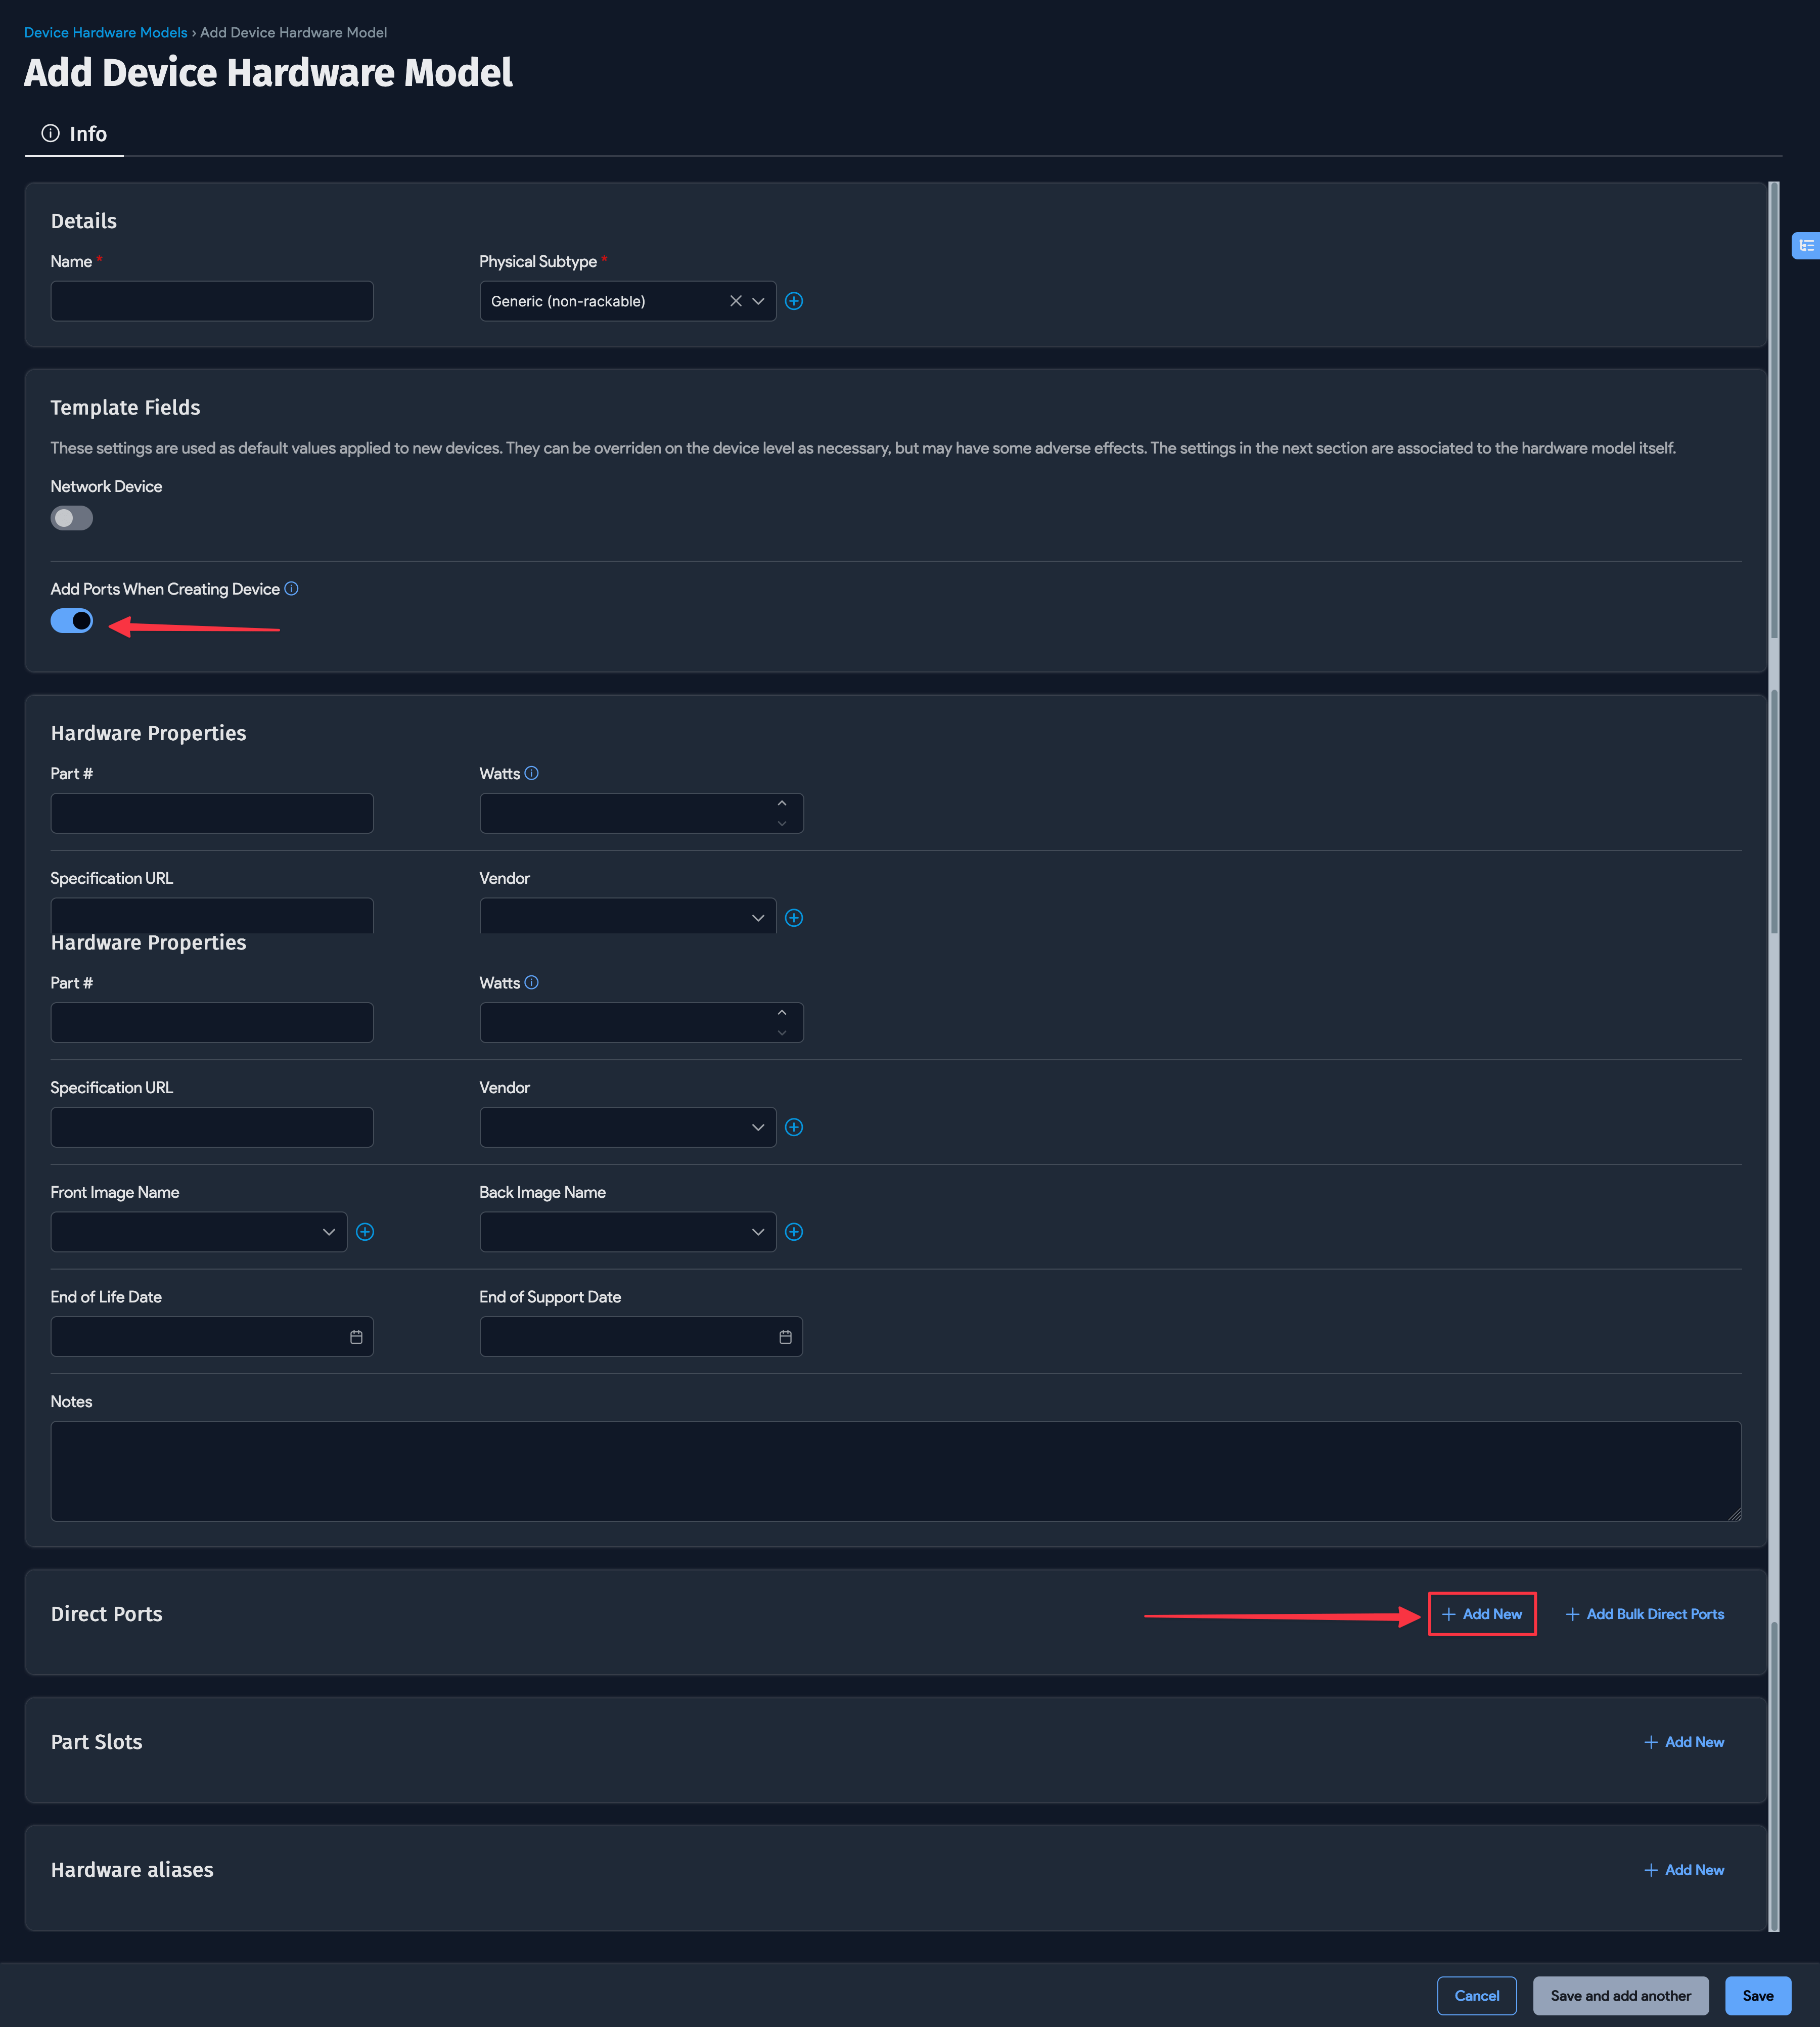 Device Hardware Models › Add Device Hardware Model
Add Device Hardware Model
Info
Details
Name * Physical Subtype *
Generic (non-rackable)
Template Fields
These settings are used as default values applied to new devices. They can be overriden on the device level as necessary, but may have some adverse effects. The settings in the next section are associated to the hardware model itself.
Network Device
Add Ports When Creating Device
Hardware Properties
Part # Watts
Specification URL Vendor
Hardware Properties
Part # Watts
Specification URL Vendor
Front Image Name Back Image Name
End of Life Date End of Support Date
Notes
Direct Ports + Add New + Add Bulk Direct Ports
Part Slots + Add New
Hardware aliases + Add New
Cancel Save and add another Save